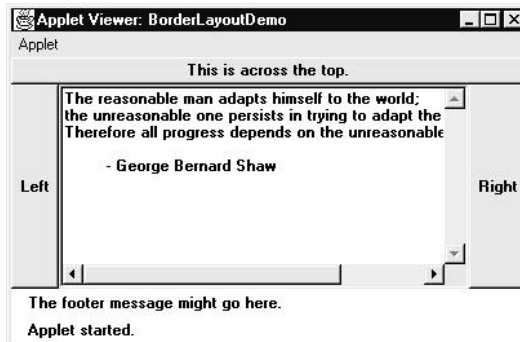 Applet Viewer: BorderLayoutDemo
Applet
This is across the top.
The reasonable man adapts himself to the world;
the unreasonable one persists in trying to adapt the
Therefore all progress depends on the unreasonable
- George Bernard Shaw
Left
Right
The footer message might go here.
Applet started.